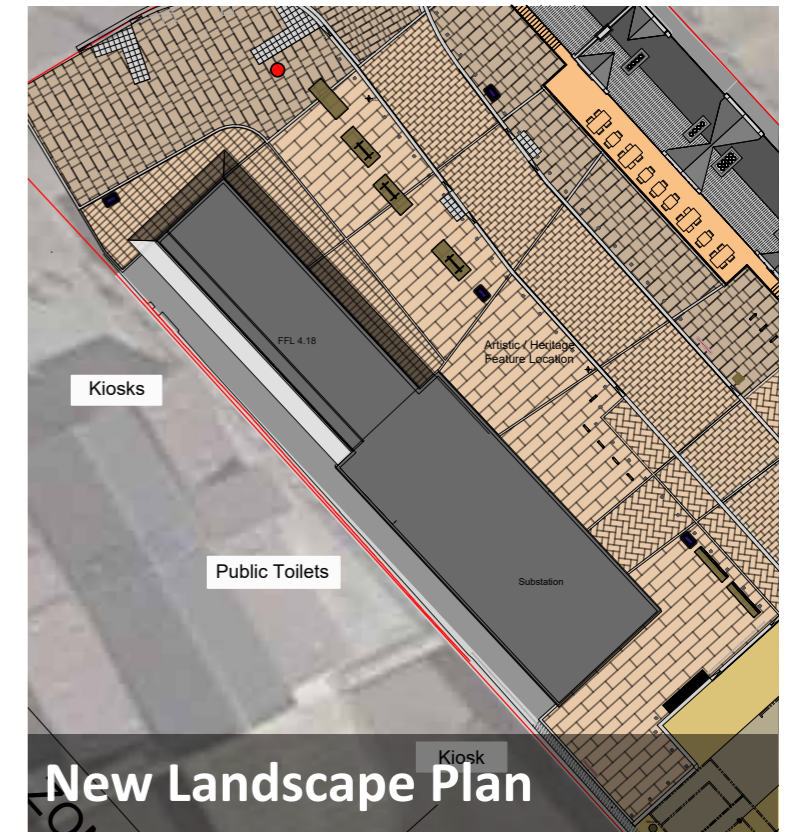 FFL 4.18
Artistic / Heritage
Feature Location
Kiosks
Public Toilets
Substation
Kiosk
New Landscape Plan